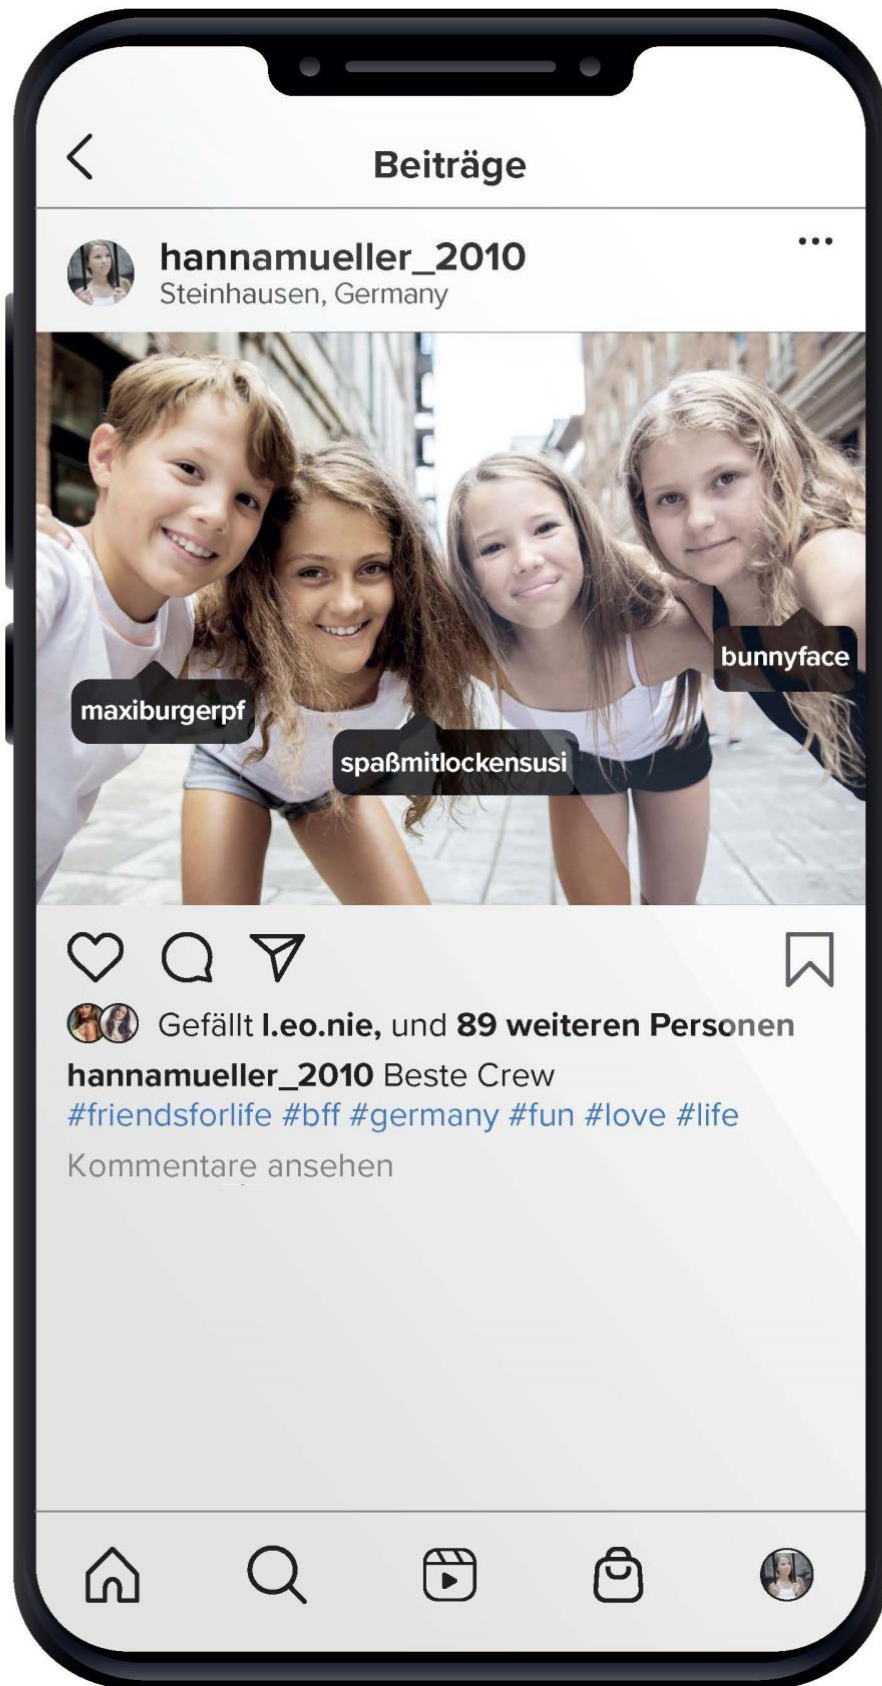 Beiträge
hannamueller_2010
Steinhausen, Germany
bunnyface
maxiburgerpf
spaßmitlockensusi
Gefällt l.eo.nie, und 89 weiteren Personen
hannamueller_2010 Beste Crew
#friendsforlife #bff #germany #fun #love #life
Kommentare ansehen